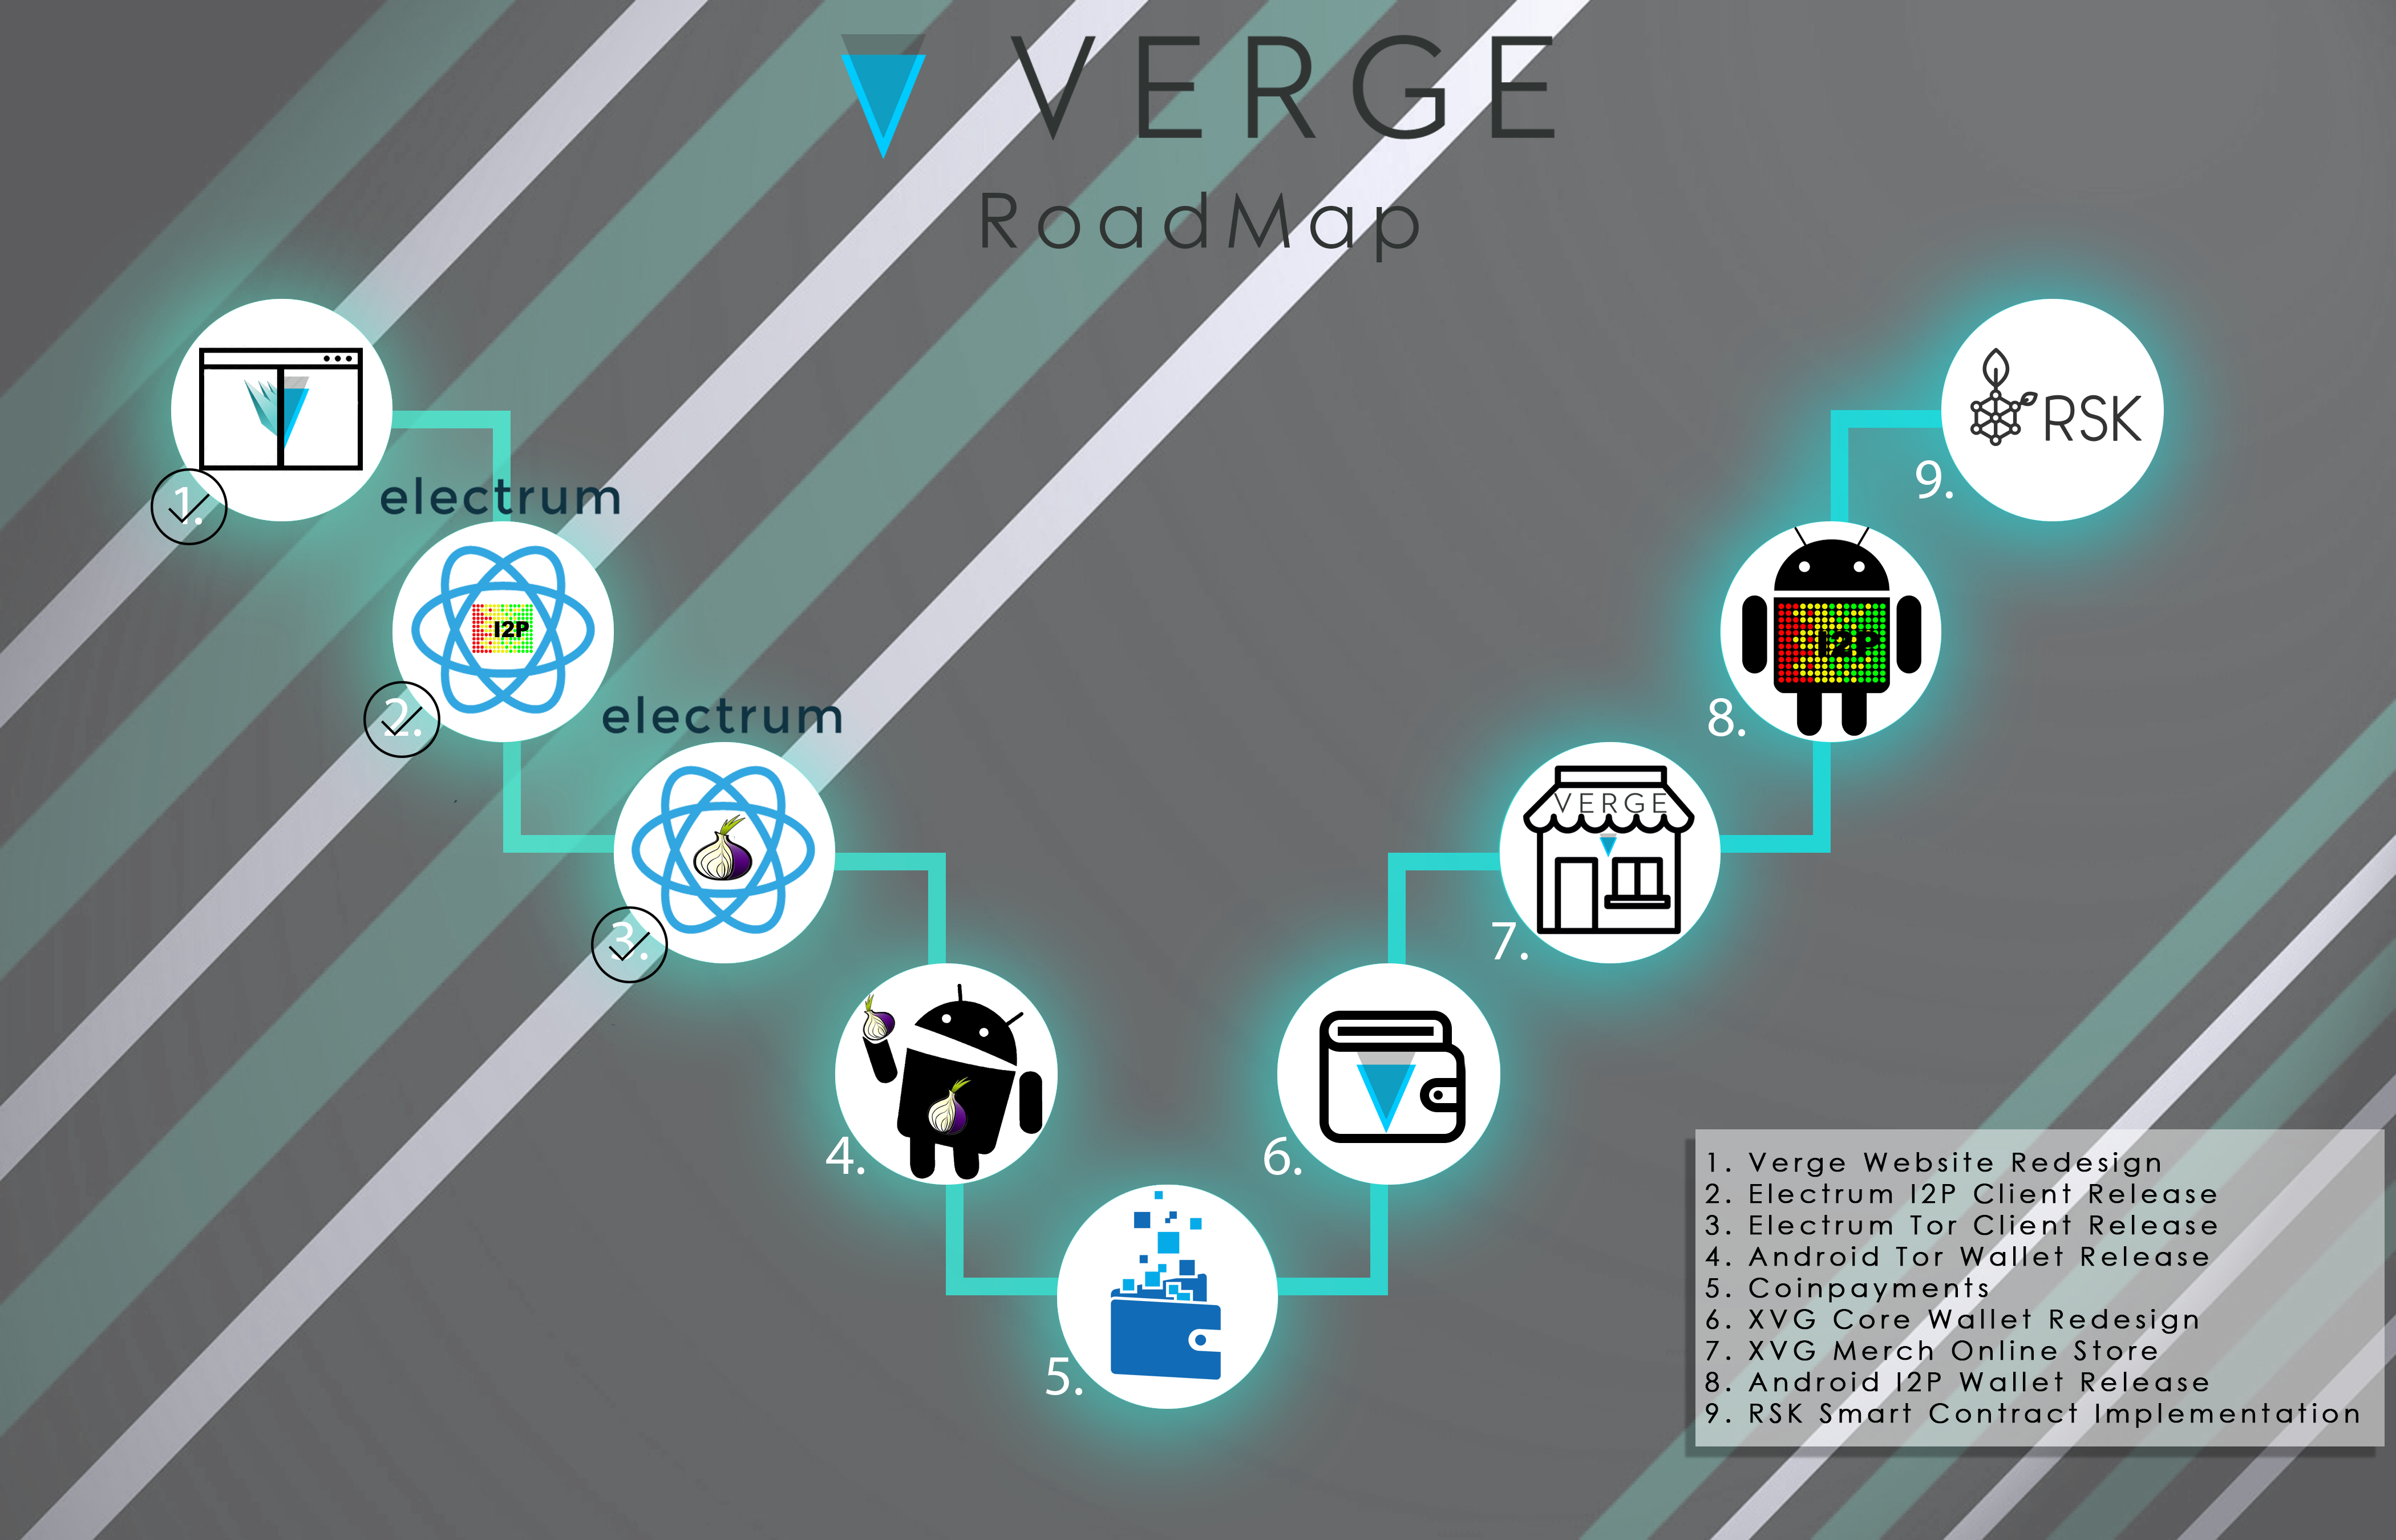 VERGE
RoadMap
1.
electrum
I2P
2.
electrum
3.
4.
5.
6.
VERGE
7.
I2P
8.
RSK
9.
1. Verge Website Redesign
2. Electrum I2P Client Release
3. Electrum Tor Client Release
4. Android Tor Wallet Release
5. Coinpayments
6. XVG Core Wallet Redesign
7. XVG Merch Online Store
8. Android I2P Wallet Release
9. RSK Smart Contract Implementation